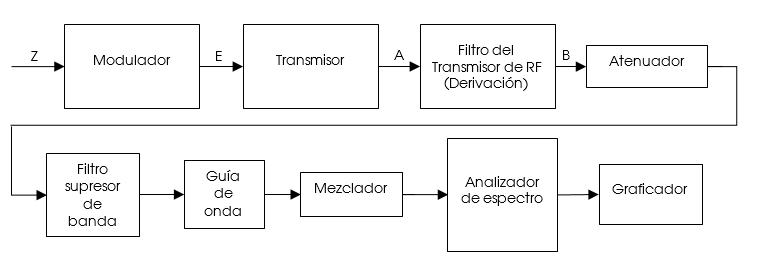 Z
Modulador
E
Transmisor
A
Filtro del
Transmisor de RF
(Derivación)
B
Atenuador
Filtro
supresor
de
banda
Guía
de
onda
Mezclador
Analizador
de espectro
Graficador